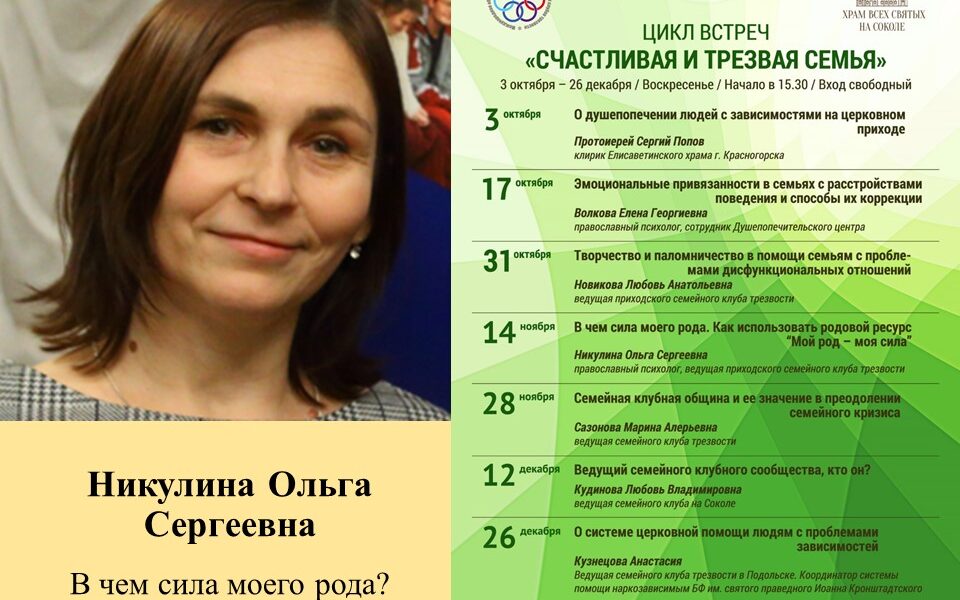 Никулина Ольга
Сергеевна
В чем сила моего рода?
ХРАМ ВСЕХ СВЯТЫХ
НА СОКОЛЕ
ЦИКЛ ВСТРЕЧ
«СЧАСТЛИВАЯ И ТРЕЗВАЯ СЕМЬЯ»
3 октября – 26 декабря / Воскресенье / Начало в 15.30 / Вход свободный
3 октября
О душепопечении людей с зависимостями на церковном
приходе
Протоиерей Сергий Попов
клирик Елисаветинского храма г. Красногорска
17 октября
Эмоциональные привязанности в семьях с расстройствами
поведения и способы их коррекции
Волкова Елена Георгиевна
православный психолог, сотрудник Душепопечительского центра
31 октября
Творчество и паломничество в помощи семьям с пробле-
мами дисфункциональных отношений
Новикова Любовь Анатольевна
ведущая приходского семейного клуба трезвости
14 ноября
В чем сила моего рода. Как использовать родовой ресурс
"Мой род – моя сила"
Никулина Ольга Сергеевна
православный психолог, ведущая приходского семейного клуба трезвости
28 ноября
Семейная клубная община и ее значение в преодолении
семейного кризиса
Сазонова Марина Алерьевна
ведущая семейного клуба трезвости
12 декабря
Ведущий семейного клубного сообщества, кто он?
Кудинова Любовь Владимировна
ведущая семейного клуба на Соколе
26 декабря
О системе церковной помощи людям с проблемами
зависимостей
Кузнецова Анастасия
Ведущая семейного клуба трезвости в Подольске. Координатор системы
помощи наркозависимым БФ им. святого праведного Иоанна Кронштадтского